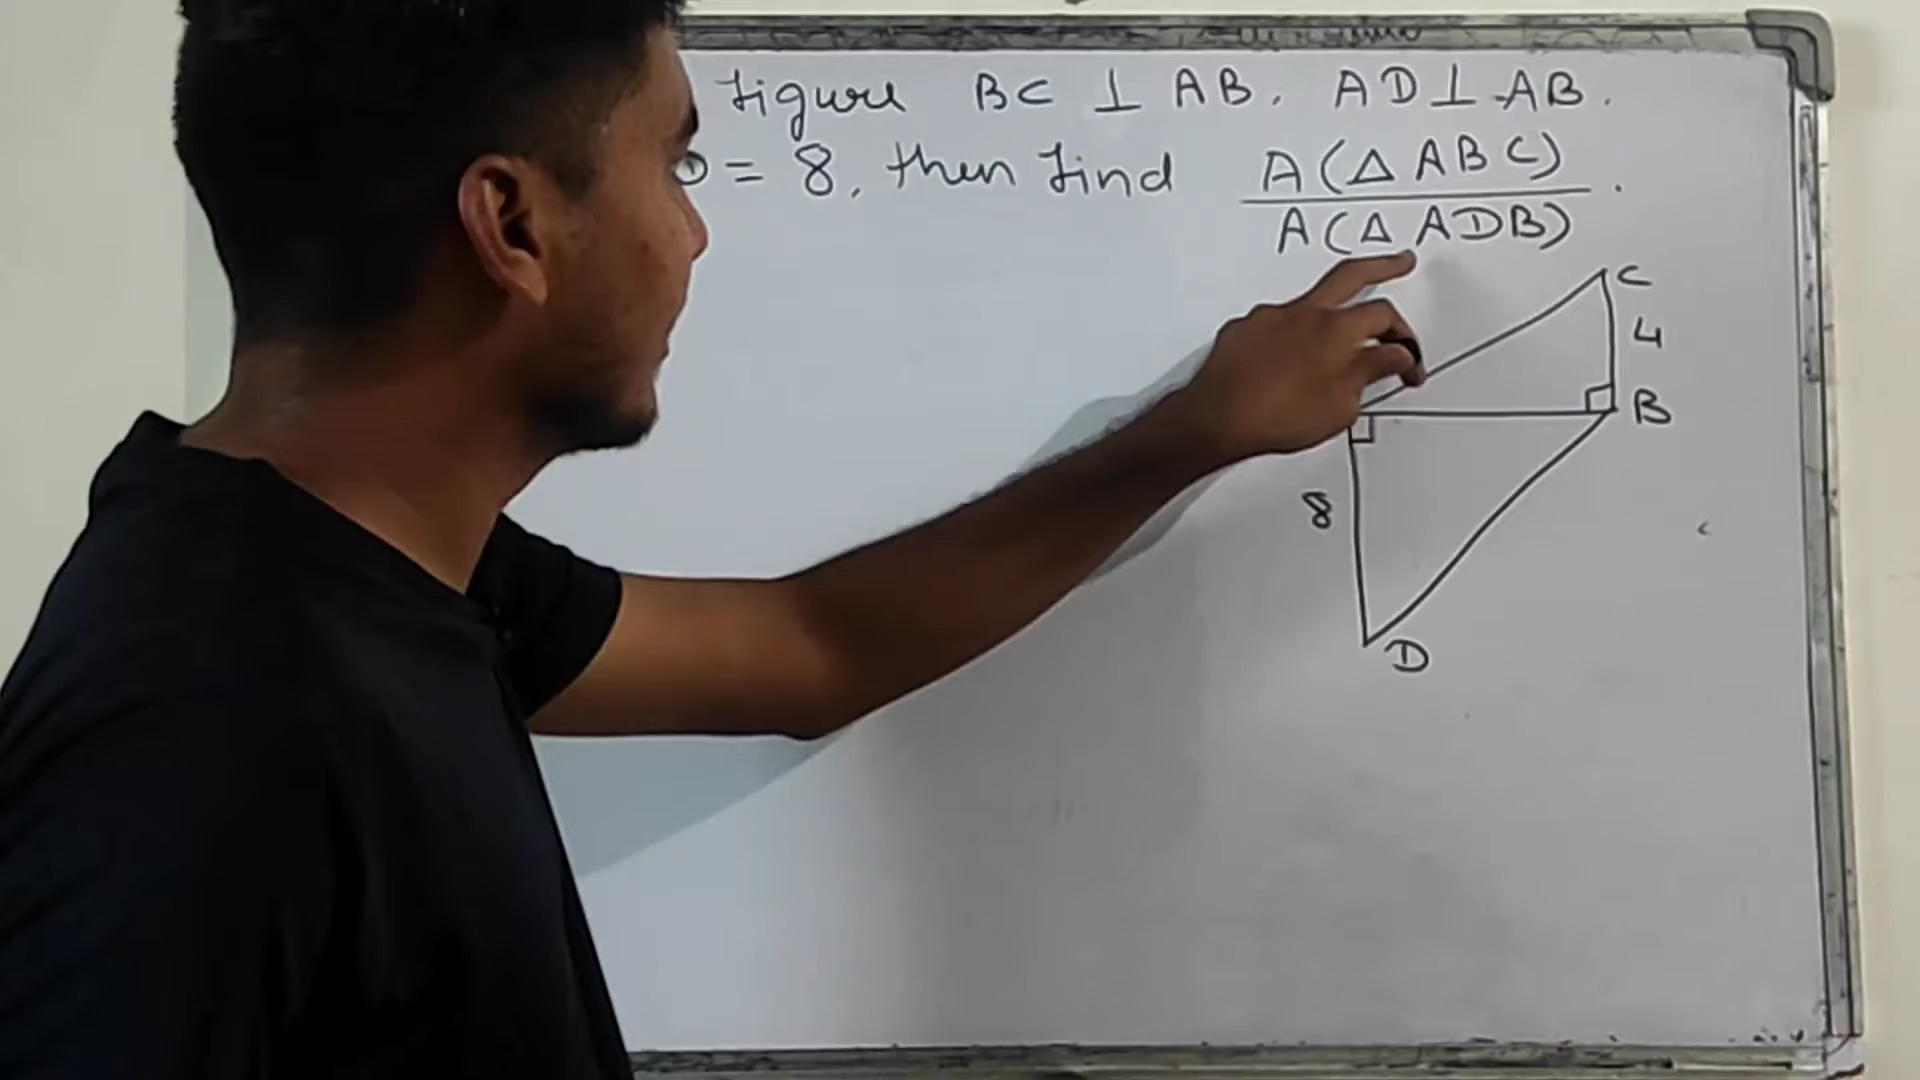 figure BC ⊥ AB. AD ⊥ AB.
D = 8, then find A(Δ ABC)
A(Δ ADB) .
C
4
B
8
D